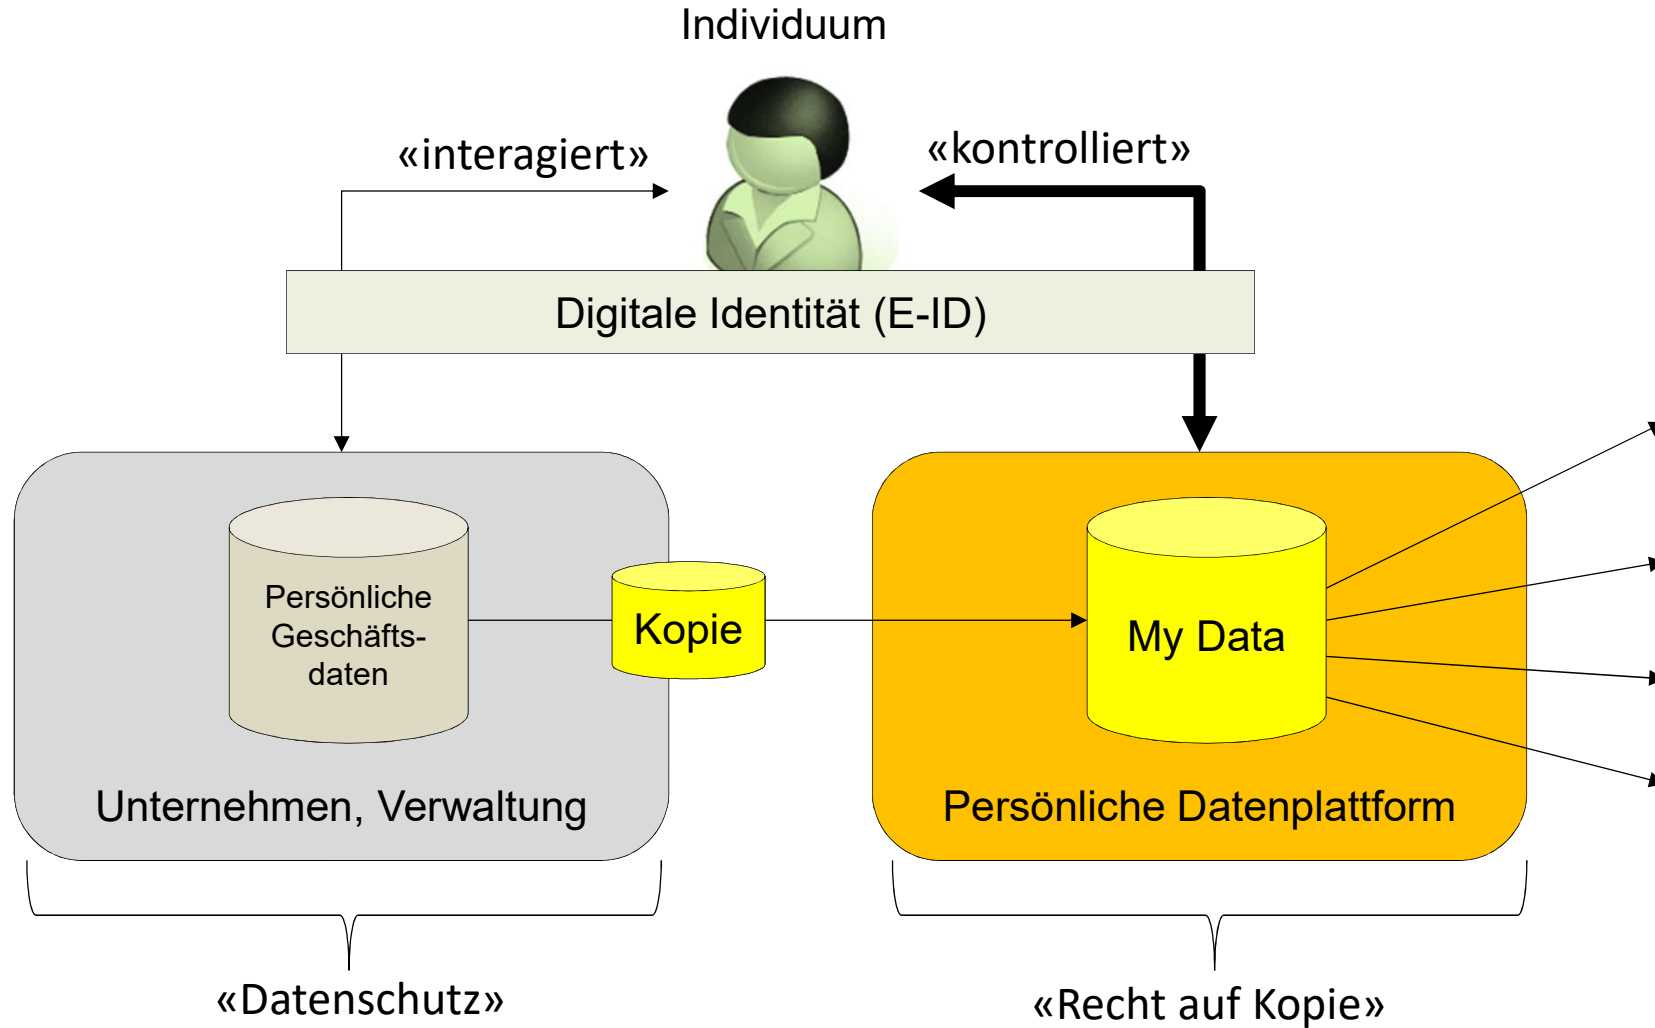 Individuum
«interagiert»
«kontrolliert»
Digitale Identität (E-ID)
Persönliche
Geschäfts-
daten
Kopie
My Data
Unternehmen, Verwaltung
Persönliche Datenplattform
«Datenschutz»
«Recht auf Kopie»